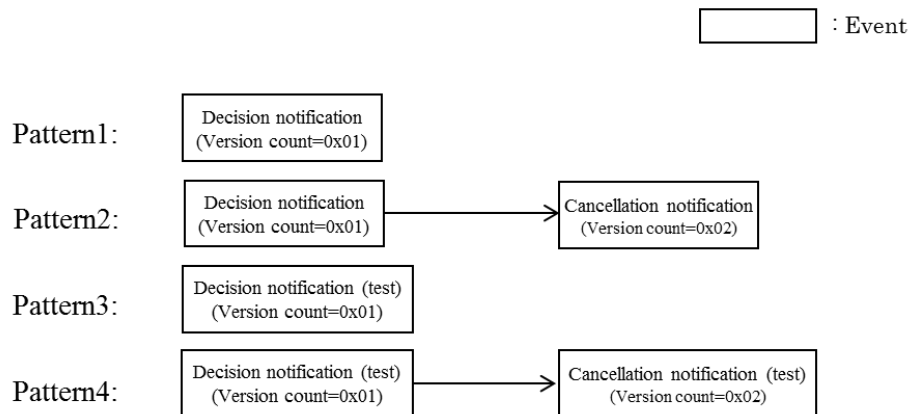 : Event
Pattern1:
Decision notification
(Version count=0x01)
Pattern2:
Decision notification
(Version count=0x01)
Cancellation notification
(Version count=0x02)
Pattern3:
Decision notification (test)
(Version count=0x01)
Pattern4:
Decision notification (test)
(Version count=0x01)
Cancellation notification (test)
(Version count=0x02)